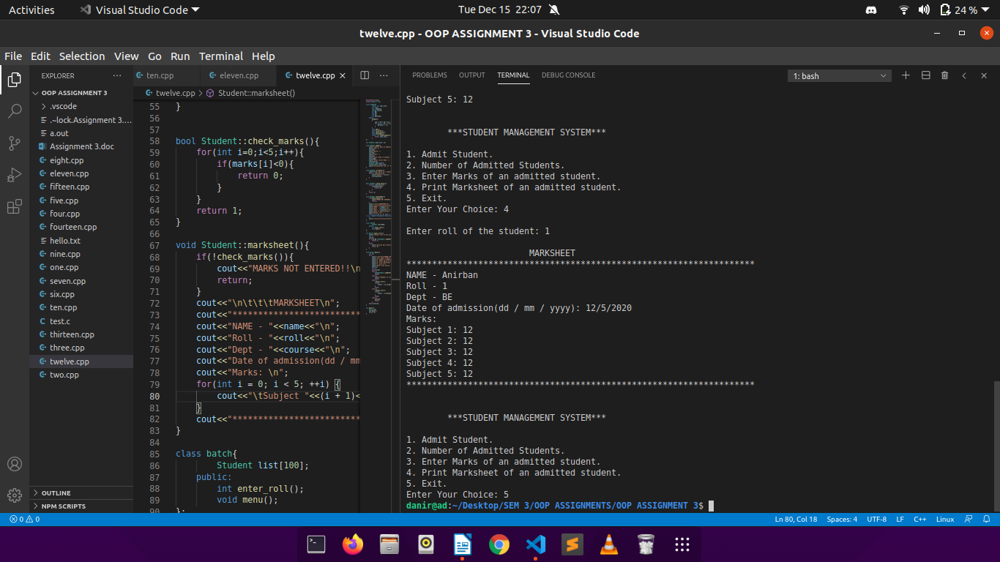 Activities
Visual Studio Code
Tue Dec 15 22:07
24 %
twelve.cpp - OOP ASSIGNMENT 3 - Visual Studio Code
File Edit Selection View Go Run Terminal Help
EXPLORER
OOP ASSIGNMENT 3
.vscode
.~lock.Assignment 3....
a.out
Assignment 3.doc
eight.cpp
eleven.cpp
fifteen.cpp
five.cpp
four.cpp
fourteen.cpp
hello.txt
nine.cpp
one.cpp
seven.cpp
six.cpp
ten.cpp
test.c
thirteen.cpp
three.cpp
twelve.cpp
two.cpp
OUTLINE
NPM SCRIPTS
ten.cpp eleven.cpp twelve.cpp
twelve.cpp > Student::marksheet()
55 }
56
57
58 bool Student::check_marks(){
59 for(int i=0;i<5;i++){
60 if(marks[i]<0){
61 return 0;
62 }
63 }
64 return 1;
65 }
66
67 void Student::marksheet(){
68 if(!check_marks()){
69 cout<<"MARKS NOT ENTERED!!\n
70 return;
71 }
72 cout<<"\n\t\t\tMARKSHEET\n";
73 cout<<"*************************
74 cout<<"NAME - "<<name<<"\n";
75 cout<<"Roll - "<<roll<<"\n";
76 cout<<"Dept - "<<course<<"\n";
77 cout<<"Date of admission(dd / mm
78 cout<<"Marks: \n";
79 for(int i = 0; i < 5; ++i) {
80 cout<<"\tSubject "<<(i + 1)<
81 }
82 cout<<"*************************
83 }
84
85 class batch{
86 Student list[100];
87 public:
88 int enter_roll();
89 void menu();
90 };
PROBLEMS OUTPUT TERMINAL DEBUG CONSOLE
1: bash
Subject 5: 12
***STUDENT MANAGEMENT SYSTEM***
1. Admit Student.
2. Number of Admitted Students.
3. Enter Marks of an admitted student.
4. Print Marksheet of an admitted student.
5. Exit.
Enter Your Choice: 4
Enter roll of the student: 1
MARKSHEET
********************************************************************
NAME - Anirban
Roll - 1
Dept - BE
Date of admission(dd / mm / yyyy): 12/5/2020
Marks:
Subject 1: 12
Subject 2: 12
Subject 3: 12
Subject 4: 12
Subject 5: 12
********************************************************************
***STUDENT MANAGEMENT SYSTEM***
1. Admit Student.
2. Number of Admitted Students.
3. Enter Marks of an admitted student.
4. Print Marksheet of an admitted student.
5. Exit.
Enter Your Choice: 5
danir@ad:~/Desktop/SEM 3/OOP ASSIGNMENTS/OOP ASSIGNMENT 3$
0 0
Ln 80, Col 18 Spaces: 4 UTF-8 LF C++ Linux